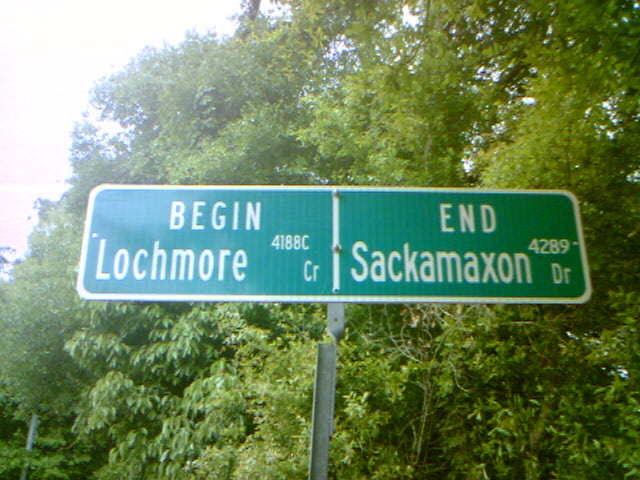 BEGIN
Lochmore 4188C Cr
END
Sackamaxon 4289 Dr